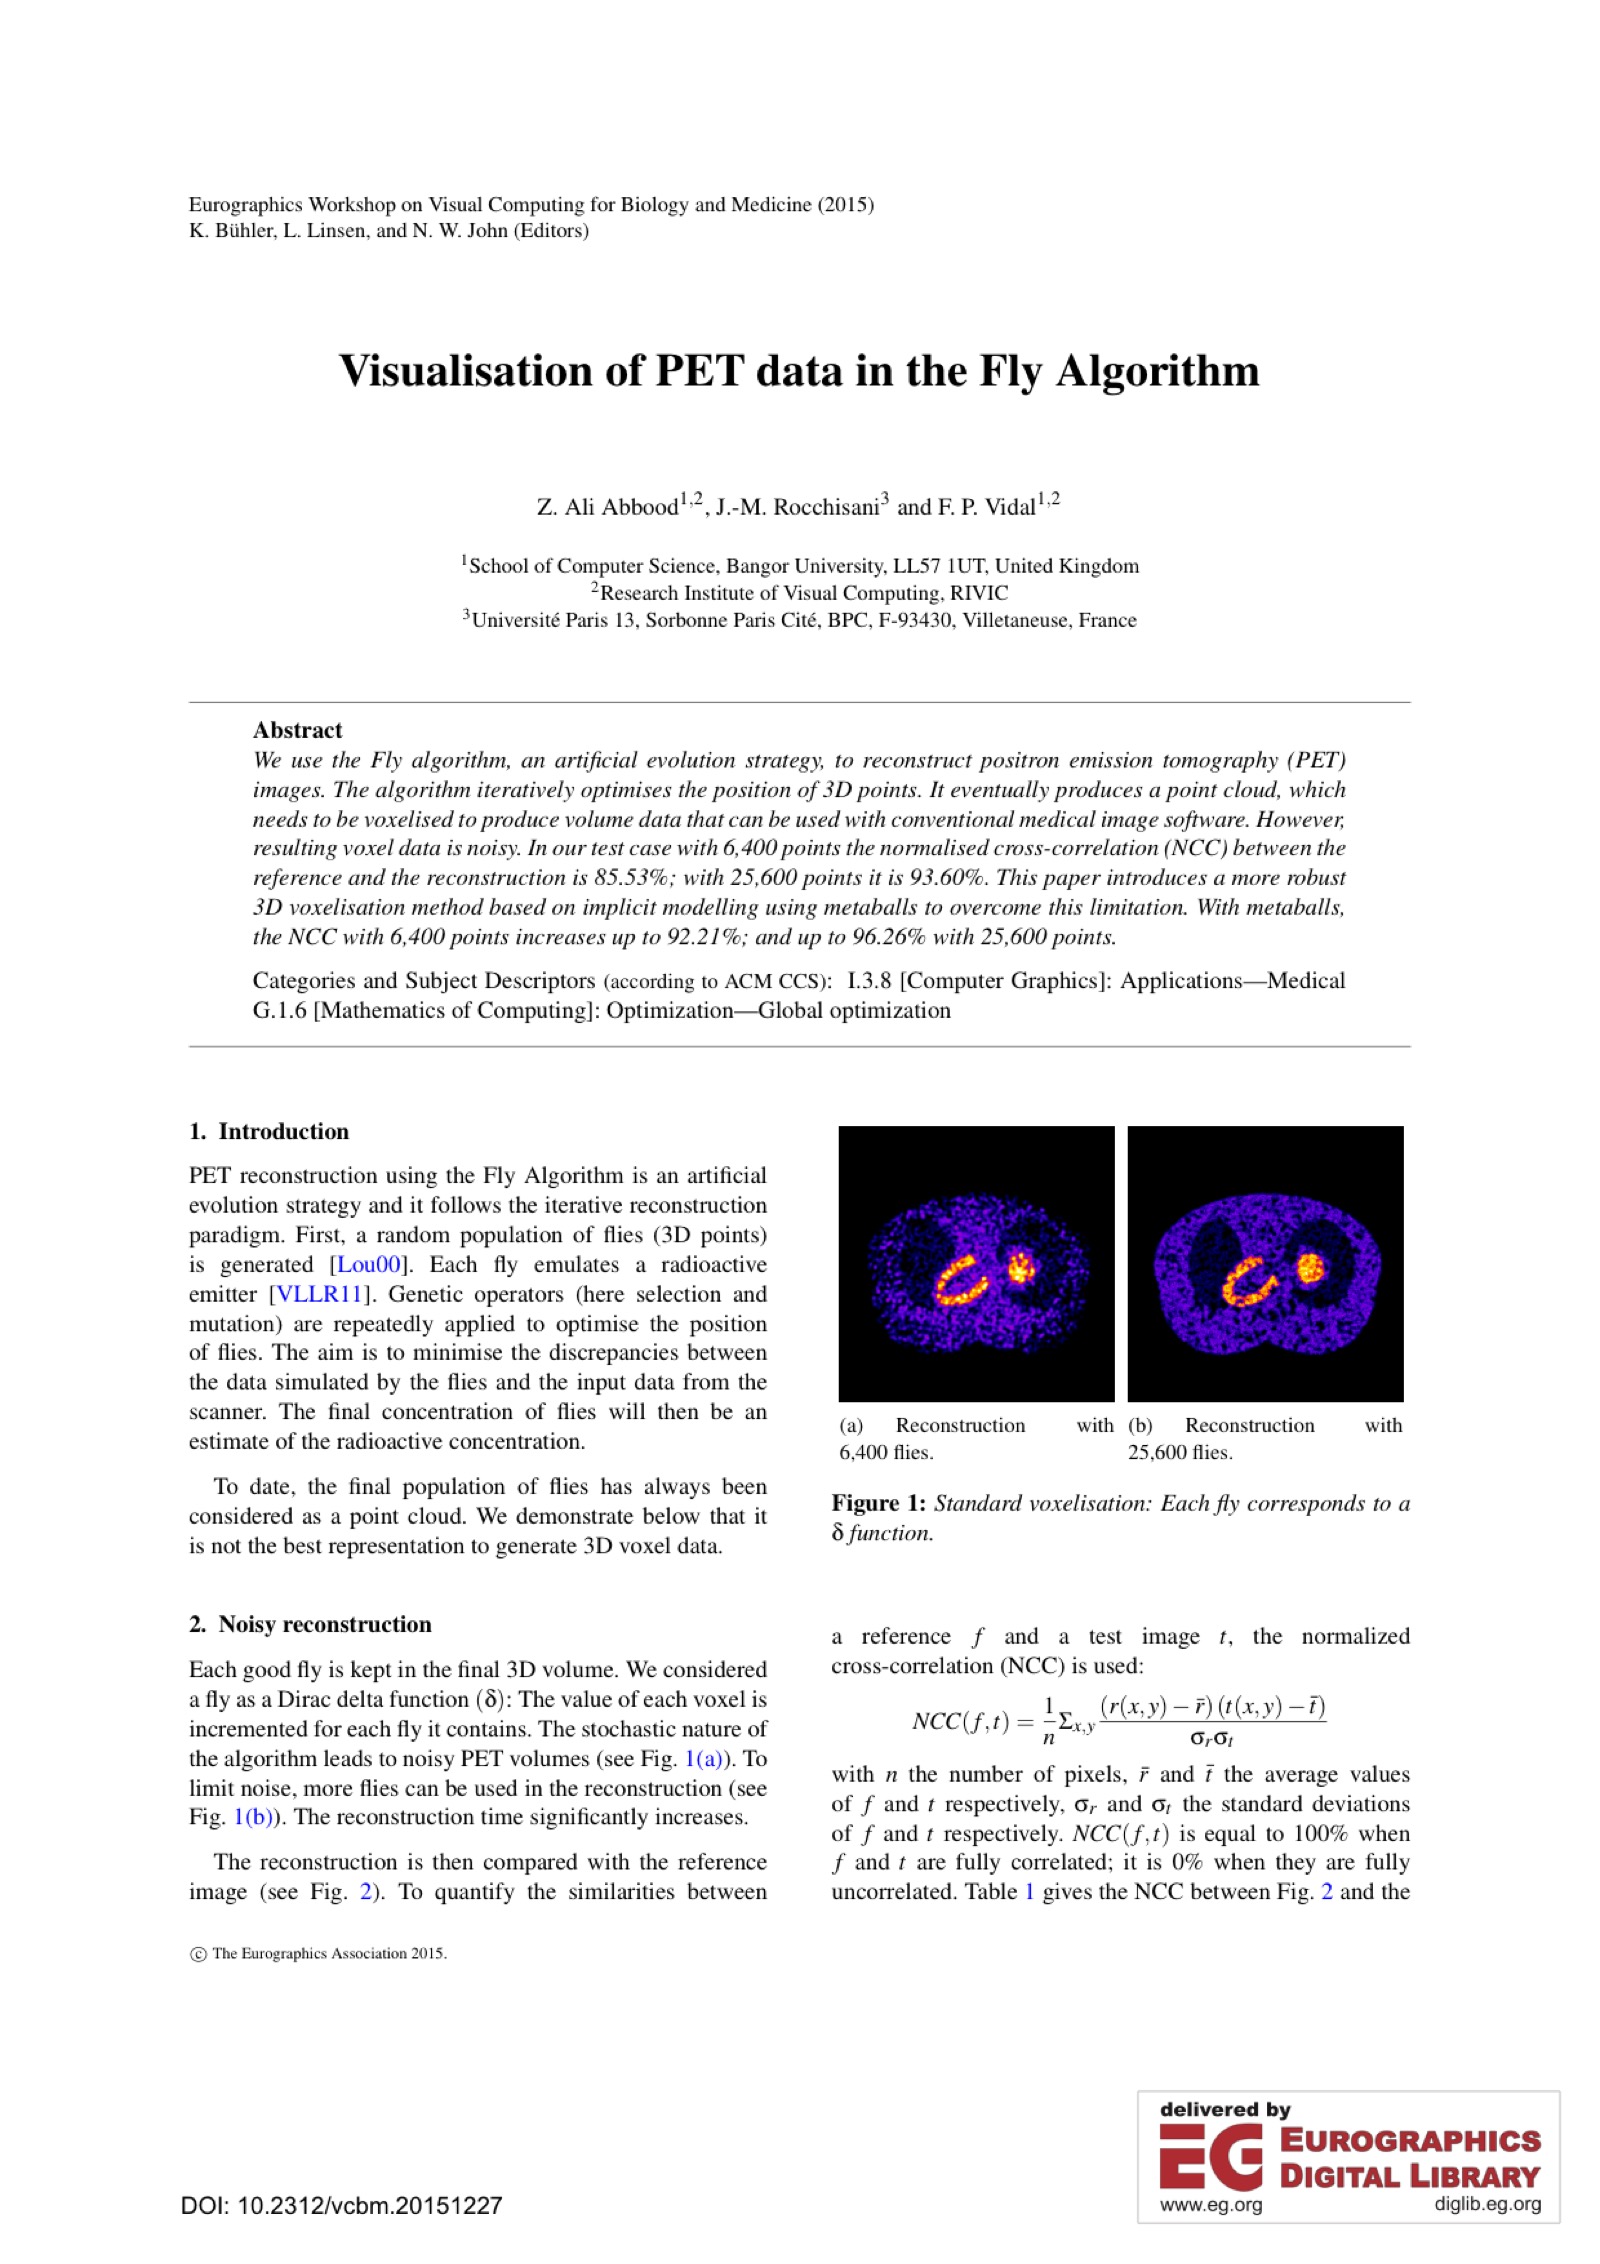 Eurographics Workshop on Visual Computing for Biology and Medicine (2015)
K. Bühler, L. Linsen, and N. W. John (Editors)
Visualisation of PET data in the Fly Algorithm
Z. Ali Abbood1,2, J.-M. Rocchisani3 and F. P. Vidal1,2
1School of Computer Science, Bangor University, LL57 1UT, United Kingdom
2Research Institute of Visual Computing, RIVIC
3Université Paris 13, Sorbonne Paris Cité, BPC, F-93430, Villetaneuse, France
Abstract
We use the Fly algorithm, an artificial evolution strategy, to reconstruct positron emission tomography (PET)
images. The algorithm iteratively optimises the position of 3D points. It eventually produces a point cloud, which
needs to be voxelised to produce volume data that can be used with conventional medical image software. However,
resulting voxel data is noisy. In our test case with 6,400 points the normalised cross-correlation (NCC) between the
reference and the reconstruction is 85.53%; with 25,600 points it is 93.60%. This paper introduces a more robust
3D voxelisation method based on implicit modelling using metaballs to overcome this limitation. With metaballs,
the NCC with 6,400 points increases up to 92.21%; and up to 96.26% with 25,600 points.
Categories and Subject Descriptors (according to ACM CCS): I.3.8 [Computer Graphics]: Applications—Medical
G.1.6 [Mathematics of Computing]: Optimization—Global optimization
1. Introduction
PET reconstruction using the Fly Algorithm is an artificial
evolution strategy and it follows the iterative reconstruction
paradigm. First, a random population of flies (3D points)
is generated [Lou00]. Each fly emulates a radioactive
emitter [VLLR11]. Genetic operators (here selection and
mutation) are repeatedly applied to optimise the position
of flies. The aim is to minimise the discrepancies between
the data simulated by the flies and the input data from the
scanner. The final concentration of flies will then be an
estimate of the radioactive concentration.
To date, the final population of flies has always been
considered as a point cloud. We demonstrate below that it
is not the best representation to generate 3D voxel data.
2. Noisy reconstruction
Each good fly is kept in the final 3D volume. We considered
a fly as a Dirac delta function (δ): The value of each voxel is
incremented for each fly it contains. The stochastic nature of
the algorithm leads to noisy PET volumes (see Fig. 1(a)). To
limit noise, more flies can be used in the reconstruction (see
Fig. 1(b)). The reconstruction time significantly increases.
The reconstruction is then compared with the reference
image (see Fig. 2). To quantify the similarities between
(a) Reconstruction with
6,400 flies.
(b) Reconstruction with
25,600 flies.
Figure 1: Standard voxelisation: Each fly corresponds to a
δ function.
a reference f and a test image t, the normalized
cross-correlation (NCC) is used:
NCC(f,t) = 1/n Σx,y (r(x,y) − r̄)(t(x,y) − t̄) / σrσt
with n the number of pixels, r̄ and t̄ the average values
of f and t respectively, σr and σt the standard deviations
of f and t respectively. NCC(f,t) is equal to 100% when
f and t are fully correlated; it is 0% when they are fully
uncorrelated. Table 1 gives the NCC between Fig. 2 and the
© The Eurographics Association 2015.
delivered by
EG EUROGRAPHICS
DIGITAL LIBRARY
www.eg.org diglib.eg.org
DOI: 10.2312/vcbm.20151227